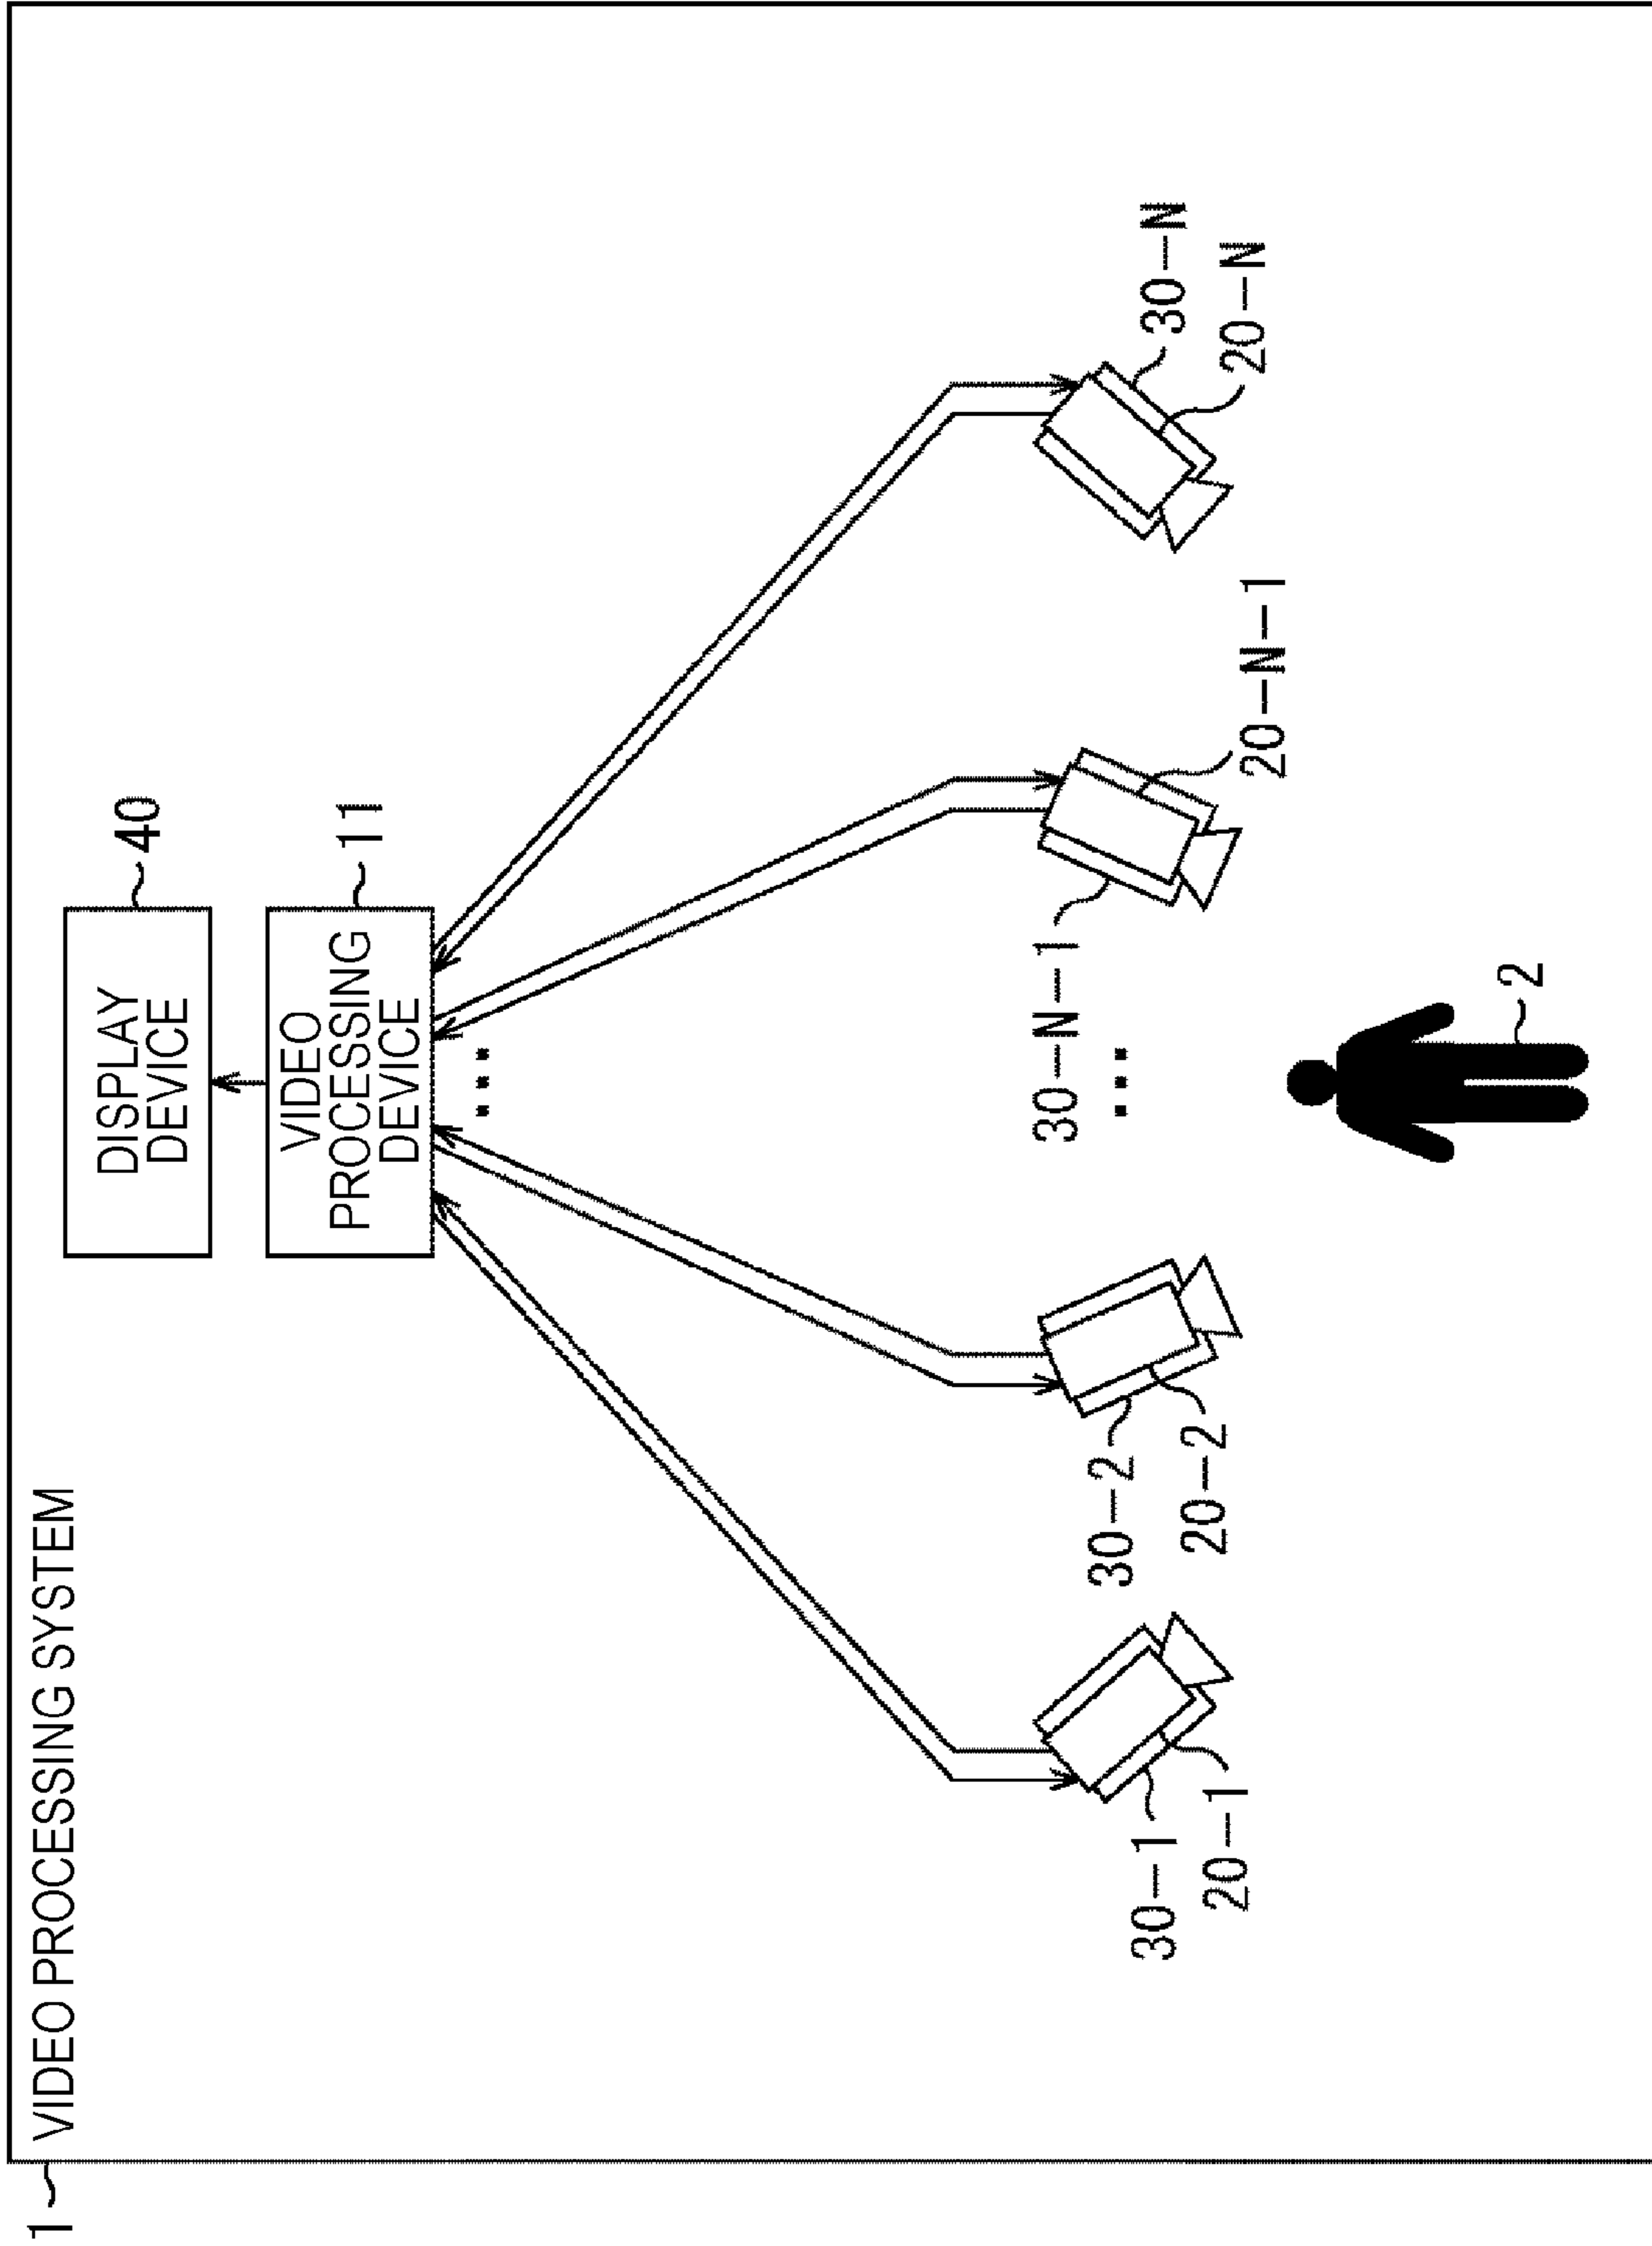 1
VIDEO PROCESSING SYSTEM
DISPLAY
DEVICE
40
VIDEO
PROCESSING
DEVICE
11
30-1
20-1
30-2
20-2
30-N-1
20-N-1
30-N
20-N
2